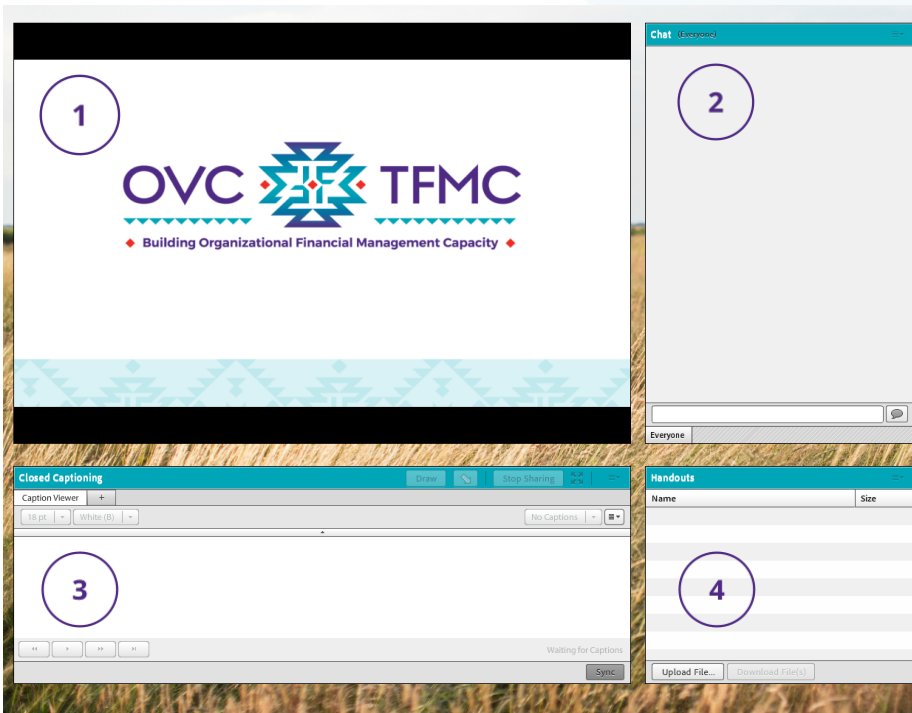 1
OVC TFMC
Building Organizational Financial Management Capacity
Chat (Everyone)
2
Everyone
Closed Captioning Draw Stop Sharing
Caption Viewer +
18 pt White (B) No Captions
3
Waiting for Captions
Sync
Handouts
Name Size
4
Upload File... Download File(s)